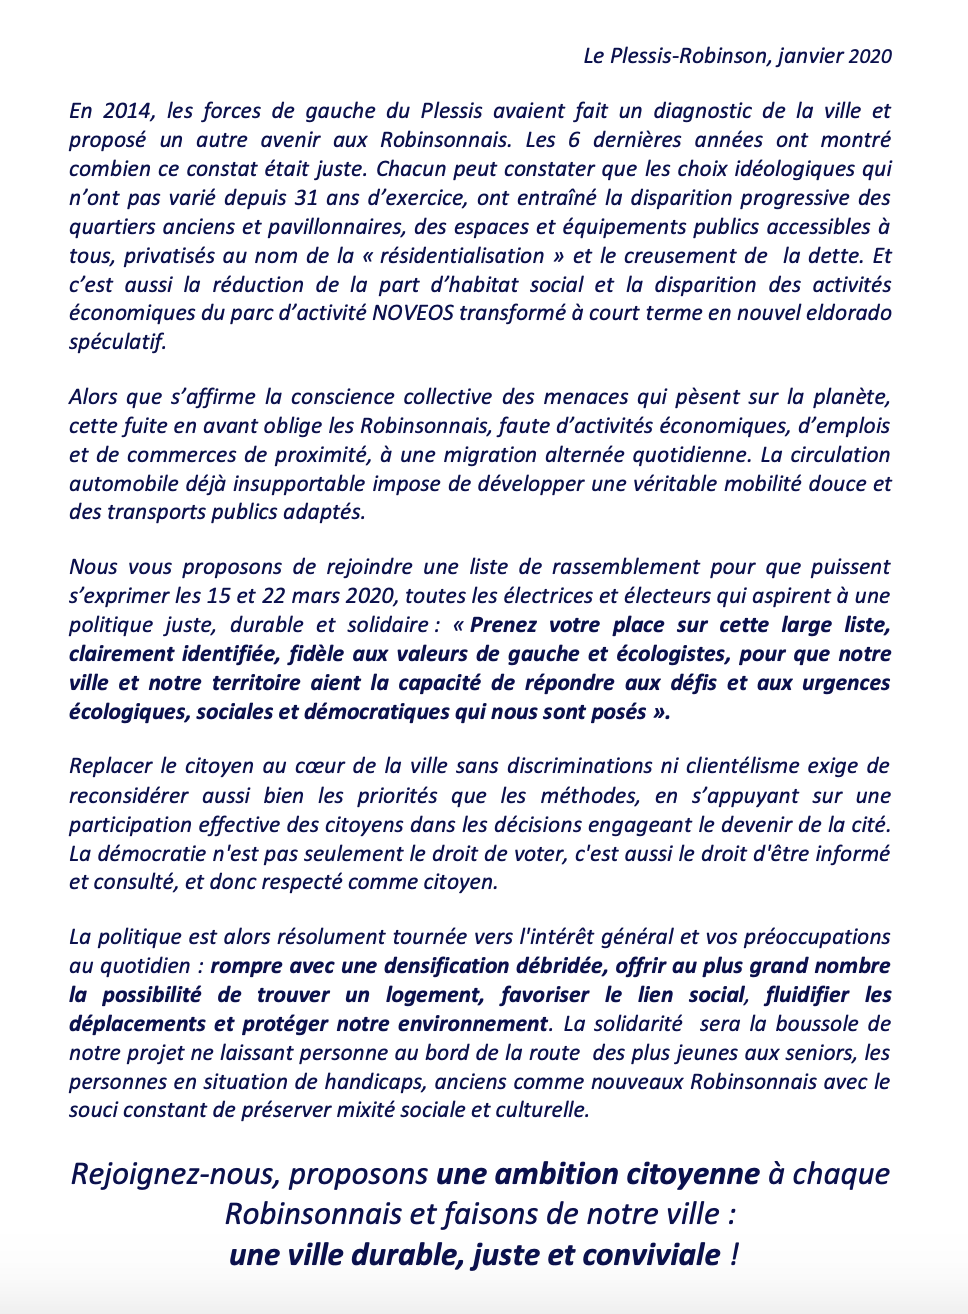 Le Plessis-Robinson, janvier 2020
En 2014, les forces de gauche du Plessis avaient fait un diagnostic de la ville et
proposé un autre avenir aux Robinsonnais. Les 6 dernières années ont montré
combien ce constat était juste. Chacun peut constater que les choix idéologiques qui
n’ont pas varié depuis 31 ans d’exercice, ont entraîné la disparition progressive des
quartiers anciens et pavillonnaires, des espaces et équipements publics accessibles à
tous, privatisés au nom de la « résidentialisation » et le creusement de la dette. Et
c’est aussi la réduction de la part d’habitat social et la disparition des activités
économiques du parc d’activité NOVEOS transformé à court terme en nouvel eldorado
spéculatif.
Alors que s’affirme la conscience collective des menaces qui pèsent sur la planète,
cette fuite en avant oblige les Robinsonnais, faute d’activités économiques, d’emplois
et de commerces de proximité, à une migration alternée quotidienne. La circulation
automobile déjà insupportable impose de développer une véritable mobilité douce et
des transports publics adaptés.
Nous vous proposons de rejoindre une liste de rassemblement pour que puissent
s’exprimer les 15 et 22 mars 2020, toutes les électrices et électeurs qui aspirent à une
politique juste, durable et solidaire : « Prenez votre place sur cette large liste,
clairement identifiée, fidèle aux valeurs de gauche et écologistes, pour que notre
ville et notre territoire aient la capacité de répondre aux défis et aux urgences
écologiques, sociales et démocratiques qui nous sont posés ».
Replacer le citoyen au cœur de la ville sans discriminations ni clientélisme exige de
reconsidérer aussi bien les priorités que les méthodes, en s’appuyant sur une
participation effective des citoyens dans les décisions engageant le devenir de la cité.
La démocratie n'est pas seulement le droit de voter, c'est aussi le droit d'être informé
et consulté, et donc respecté comme citoyen.
La politique est alors résolument tournée vers l'intérêt général et vos préoccupations
au quotidien : rompre avec une densification débridée, offrir au plus grand nombre
la possibilité de trouver un logement, favoriser le lien social, fluidifier les
déplacements et protéger notre environnement. La solidarité sera la boussole de
notre projet ne laissant personne au bord de la route des plus jeunes aux seniors, les
personnes en situation de handicaps, anciens comme nouveaux Robinsonnais avec le
souci constant de préserver mixité sociale et culturelle.
Rejoignez-nous, proposons une ambition citoyenne à chaque
Robinsonnais et faisons de notre ville :
une ville durable, juste et conviviale !